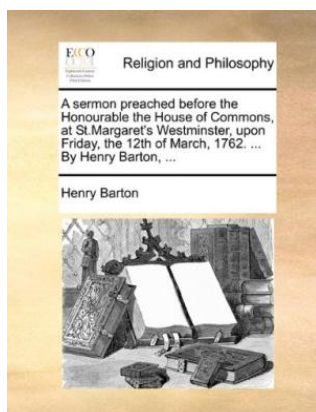 ECCO
Religion and Philosophy
A sermon preached before the
Honourable the House of Commons,
at St.Margaret's Westminster, upon
Friday, the 12th of March, 1762. ...
By Henry Barton, ...
Henry Barton